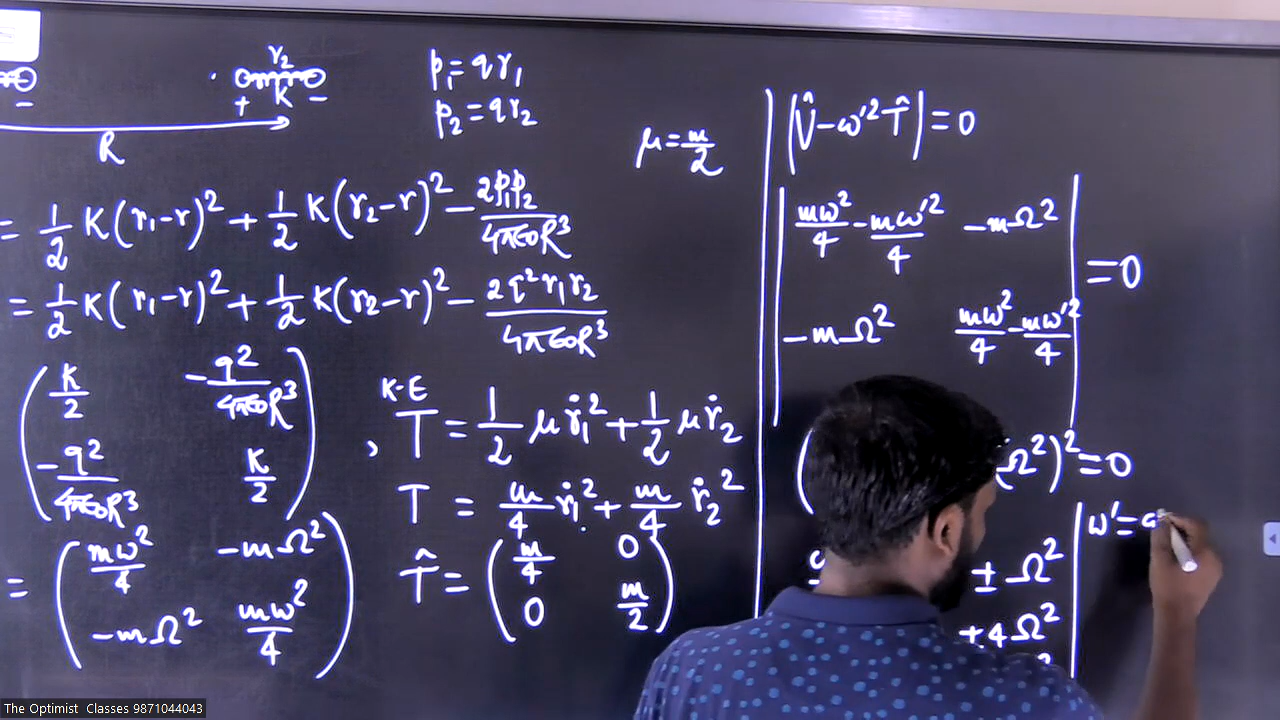 r₂
+ K −
−
R
p₁ = qr₁
p₂ = qr₂
μ = m/2
= 1/2 K(r₁−r)² + 1/2 K(r₂−r)² − 2p₁p₂/4πε₀R³
= 1/2 K(r₁−r)² + 1/2 K(r₂−r)² − 2q²r₁r₂/4πε₀R³
( K/2 −q²/4πε₀R³
−q²/4πε₀R³ K/2 ) ,
= ( mω²/4 −mΩ²
−mΩ² mω²/4 )
K-E
T = 1/2 μṙ₁² + 1/2 μṙ₂
T = m/4 ṙ₁² + m/4 ṙ₂²
T̂ = ( m/4 0
0 m/2 )
|Û − ω'²T̂| = 0
| mω²/4 − mω'²/4 −mΩ² |
= 0
| −mΩ² mω²/4 − mω'²/4 |
( Ω²)² = 0
± Ω²
+ 4Ω²
ω' =
The Optimist Classes 9871044043